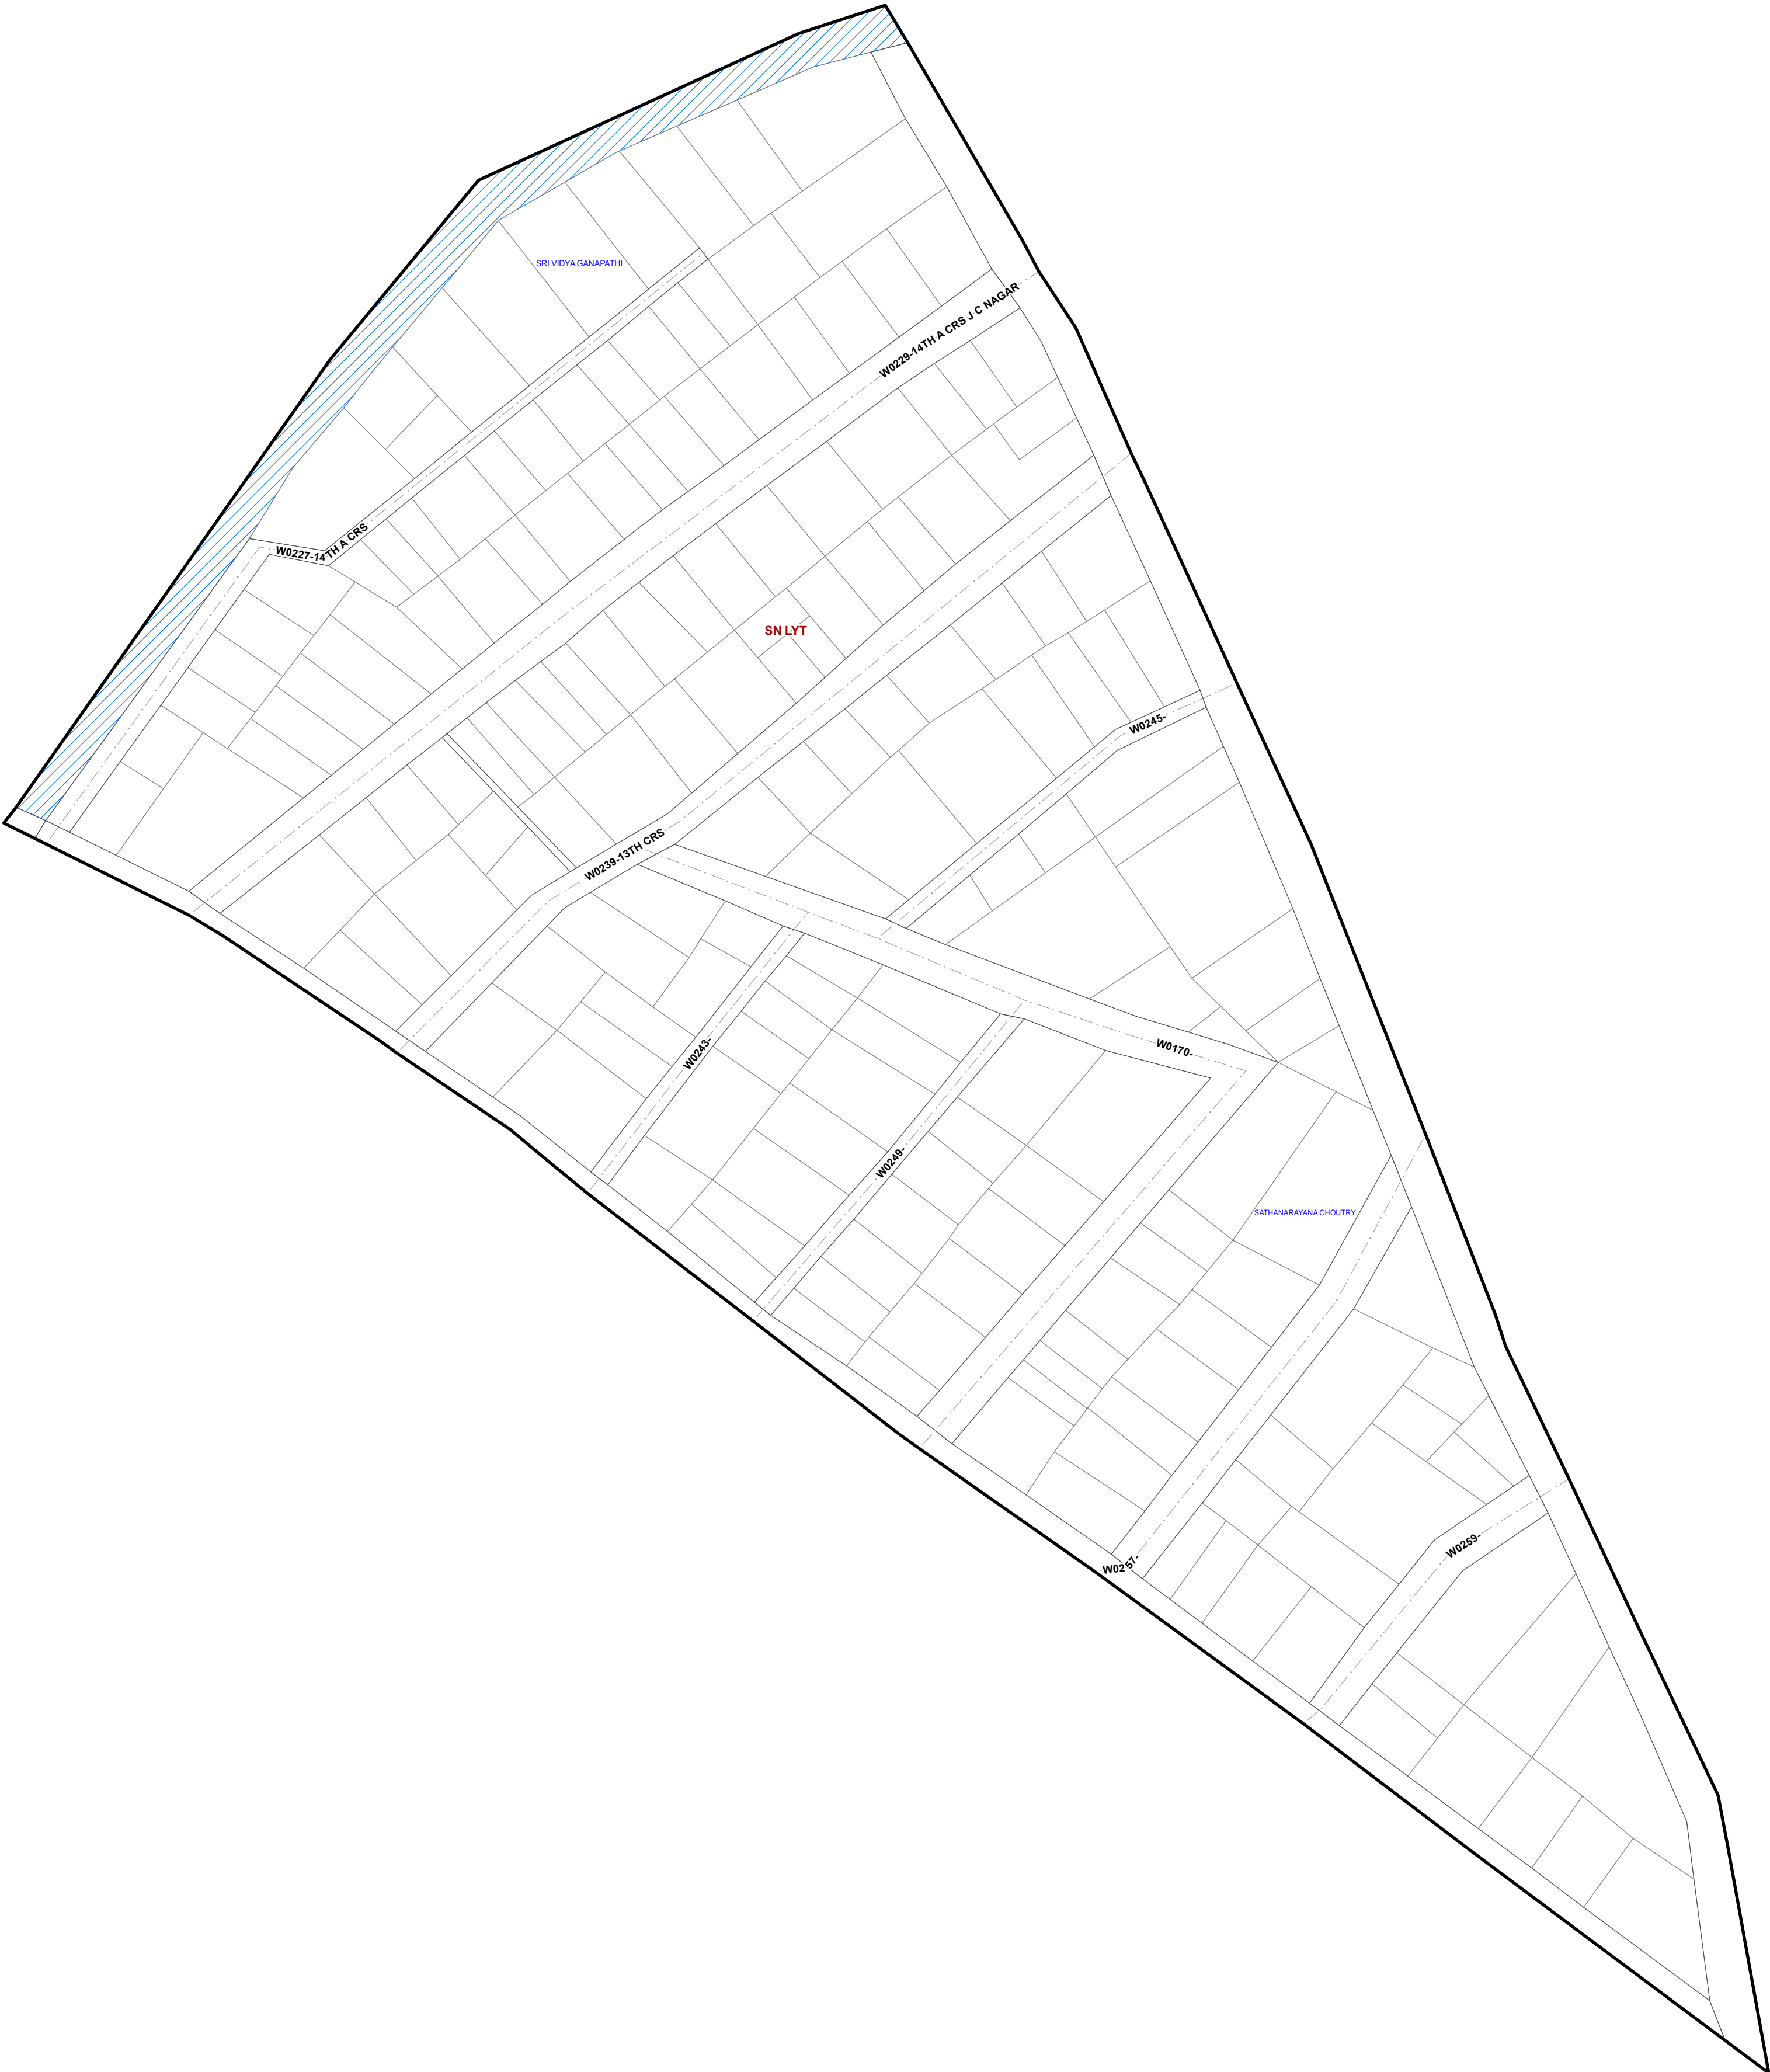 SRI VIDYA GANAPATHI
W0229-14TH A CRS J C NAGAR
W0227-14TH A CRS
SN LYT
W0245-
W0239-13TH CRS
W0243-
W0170-
W0249-
SATHANARAYANA CHOUTRY
W0259-
W0257-